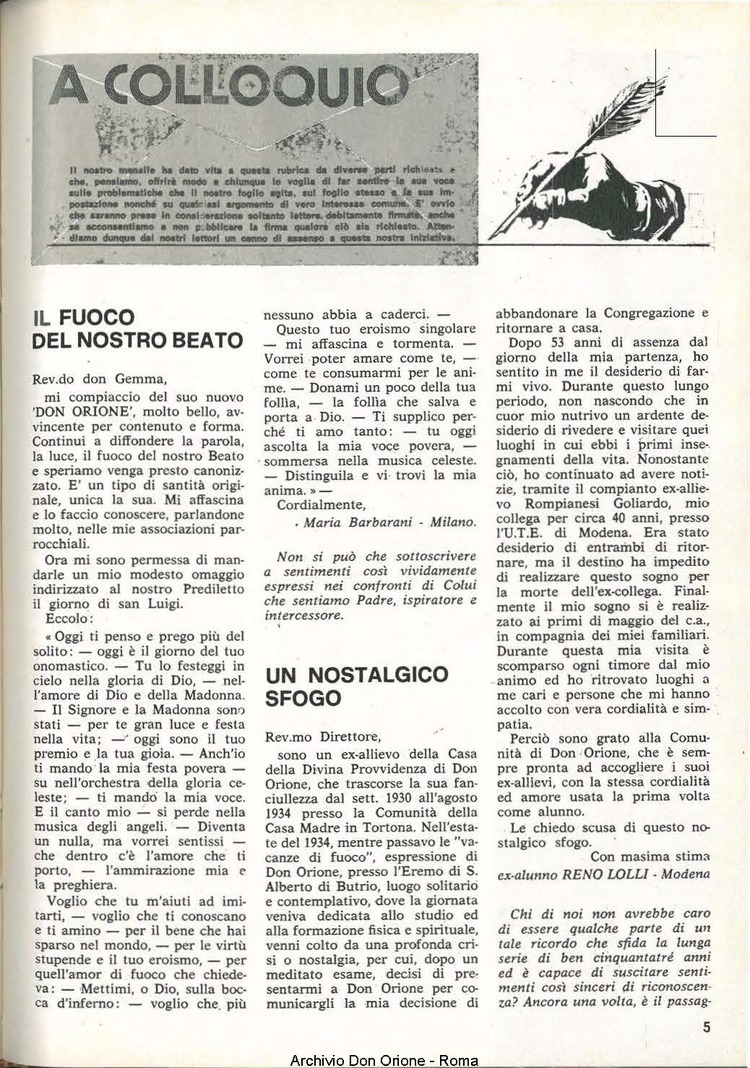 A COLLOQUIO
Il nostro mensile ha dato vita a questa rubrica da diverse parti richiesta e
che, pensiamo, offrirà modo a chiunque lo voglia di far sentire la sua voce
sulle problematiche che il nostro foglio agita, sul foglio stesso e la sua im-
postazione nonché su qualsiasi argomento di vero interesse comune. E' ovvio
che saranno prese in considerazione soltanto lettere debitamente firmate, anche
se acconsentiamo a non pubblicare la firma qualora ciò sia richiesto. Atten-
diamo dunque dai nostri lettori un cenno di assenso a questa nostra iniziativa.
IL FUOCO
DEL NOSTRO BEATO
Rev.do don Gemma,
mi compiaccio del suo nuovo
'DON ORIONE', molto bello, av-
vincente per contenuto e forma.
Continui a diffondere la parola,
la luce, il fuoco del nostro Beato
e speriamo venga presto canoniz-
zato. E' un tipo di santità origi-
nale, unica la sua. Mi affascina
e lo faccio conoscere, parlandone
molto, nelle mie associazioni par-
rocchiali.
Ora mi sono permessa di man-
darle un mio modesto omaggio
indirizzato al nostro Prediletto
il giorno di san Luigi.
Eccolo:
« Oggi ti penso e prego più del
solito: — oggi è il giorno del tuo
onomastico. — Tu lo festeggi in
cielo nella gloria di Dio, — nel-
l'amore di Dio e della Madonna.
— Il Signore e la Madonna sono
stati — per te gran luce e festa
nella vita; — oggi sono il tuo
premio e la tua gioia. — Anch'io
ti mando la mia festa povera —
su nell'orchestra della gloria ce-
leste; — ti mando la mia voce.
E il canto mio — si perde nella
musica degli angeli. — Diventa
un nulla, ma vorrei sentissi —
che dentro c'è l'amore che ti
porto, — l'ammirazione mia e
la preghiera.
Voglio che tu m'aiuti ad imi-
tarti, — voglio che ti conoscano
e ti amino — per il bene che hai
sparso nel mondo, — per le virtù
stupende e il tuo eroismo, — per
quell'amor di fuoco che chiede-
va: — Mettimi, o Dio, sulla boc-
ca d'inferno: — voglio che più
nessuno abbia a caderci. —
Questo tuo eroismo singolare
— mi affascina e tormenta. —
Vorrei poter amare come te, —
come te consumarmi per le ani-
me. — Donami un poco della tua
follìa, — la follìa che salva e
porta a Dio. — Ti supplico per-
ché ti amo tanto: — tu oggi
ascolta la mia voce povera, —
sommersa nella musica celeste.
— Distinguila e vi trovi la mia
anima. » —
Cordialmente,
Maria Barbarani - Milano.
Non si può che sottoscrivere
a sentimenti così vividamente
espressi nei confronti di Colui
che sentiamo Padre, ispiratore e
intercessore.
UN NOSTALGICO
SFOGO
Rev.mo Direttore,
sono un ex-allievo della Casa
della Divina Provvidenza di Don
Orione, che trascorse la sua fan-
ciullezza dal sett. 1930 all'agosto
1934 presso la Comunità della
Casa Madre in Tortona. Nell'esta-
te del 1934, mentre passavo le "va-
canze di fuoco", espressione di
Don Orione, presso l'Eremo di S.
Alberto di Butrio, luogo solitario
e contemplativo, dove la giornata
veniva dedicata allo studio ed
alla formazione fisica e spirituale,
venni colto da una profonda cri-
si o nostalgia, per cui, dopo un
meditato esame, decisi di pre-
sentarmi a Don Orione per co-
municargli la mia decisione di
abbandonare la Congregazione e
ritornare a casa.
Dopo 53 anni di assenza dal
giorno della mia partenza, ho
sentito in me il desiderio di far-
mi vivo. Durante questo lungo
periodo, non nascondo che in
cuor mio nutrivo un ardente de-
siderio di rivedere e visitare quei
luoghi in cui ebbi i primi inse-
gnamenti della vita. Nonostante
ciò, ho continuato ad avere noti-
zie, tramite il compianto ex-allie-
vo Rompianesi Goliardo, mio
collega per circa 40 anni, presso
l'U.T.E. di Modena. Era stato
desiderio di entrambi di ritor-
nare, ma il destino ha impedito
di realizzare questo sogno per
la morte dell'ex-collega. Final-
mente il mio sogno si è realiz-
zato ai primi di maggio del c.a.,
in compagnia dei miei familiari.
Durante questa mia visita è
scomparso ogni timore dal mio
animo ed ho ritrovato luoghi a
me cari e persone che mi hanno
accolto con vera cordialità e sim-
patia.
Perciò sono grato alla Comu-
nità di Don Orione, che è sem-
pre pronta ad accogliere i suoi
ex-allievi, con la stessa cordialità
ed amore usata la prima volta
come alunno.
Le chiedo scusa di questo no-
stalgico sfogo.
Con masima stima
ex-alunno RENO LOLLI - Modena
Chi di noi non avrebbe caro
di essere qualche parte di un
tale ricordo che sfida la lunga
serie di ben cinquantatré anni
ed è capace di suscitare senti-
menti così sinceri di riconoscen-
za? Ancora una volta, è il passag-
5
Archivio Don Orione - Roma